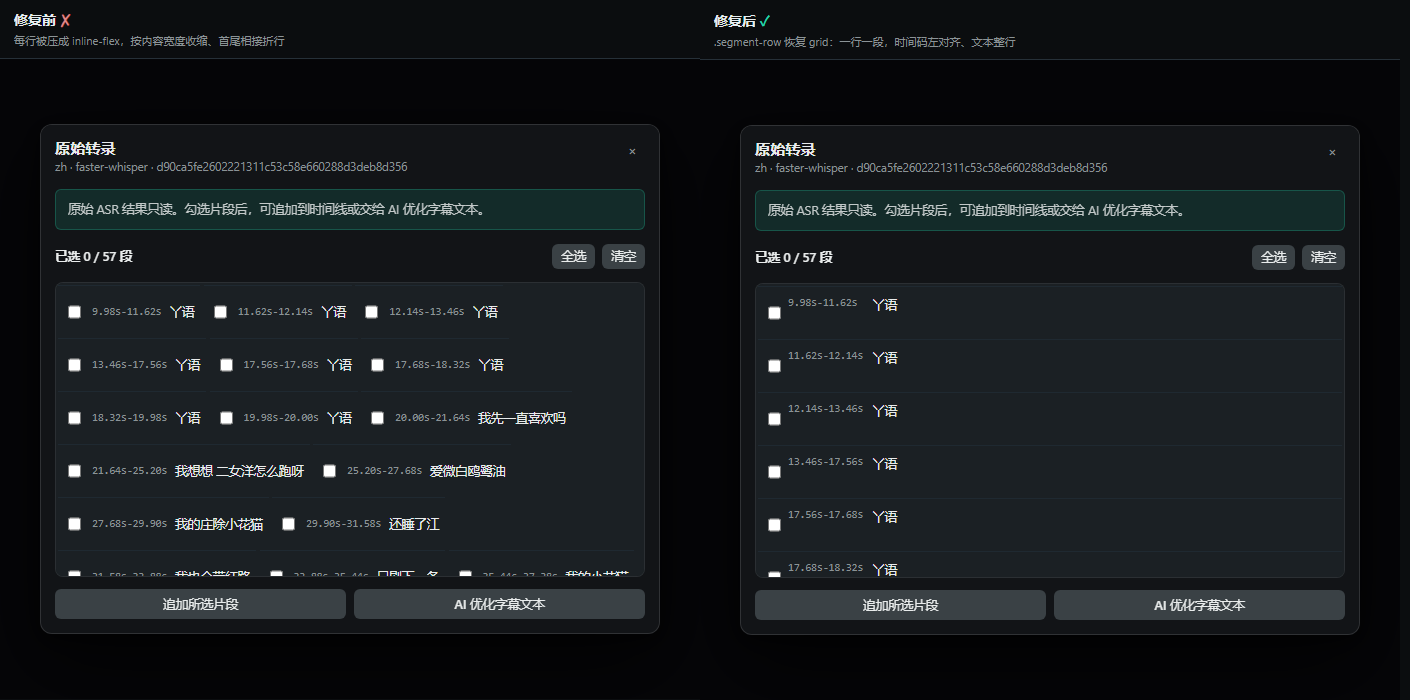 修复前 ✗
每行被压成 inline-flex，按内容宽度收缩、首尾相接折行
原始转录
×
zh · faster-whisper · d90ca5fe2602221311c53c58e660288d3deb8d356
原始 ASR 结果只读。勾选片段后，可追加到时间线或交给 AI 优化字幕文本。
已选 0 / 57 段 全选 清空
9.98s-11.62s 丫语 11.62s-12.14s 丫语 12.14s-13.46s 丫语
13.46s-17.56s 丫语 17.56s-17.68s 丫语 17.68s-18.32s 丫语
18.32s-19.98s 丫语 19.98s-20.00s 丫语 20.00s-21.64s 我先一直喜欢吗
21.64s-25.20s 我想想 二女洋怎么跑呀 25.20s-27.68s 爱微白鸥鹭油
27.68s-29.90s 我的庄除小花猫 29.90s-31.58s 还睡了江
追加所选片段 AI 优化字幕文本
修复后 ✓
.segment-row 恢复 grid：一行一段，时间码左对齐、文本整行
原始转录
×
zh · faster-whisper · d90ca5fe2602221311c53c58e660288d3deb8d356
原始 ASR 结果只读。勾选片段后，可追加到时间线或交给 AI 优化字幕文本。
已选 0 / 57 段 全选 清空
9.98s-11.62s 丫语
11.62s-12.14s 丫语
12.14s-13.46s 丫语
13.46s-17.56s 丫语
17.56s-17.68s 丫语
17.68s-18.32s 丫语
追加所选片段 AI 优化字幕文本